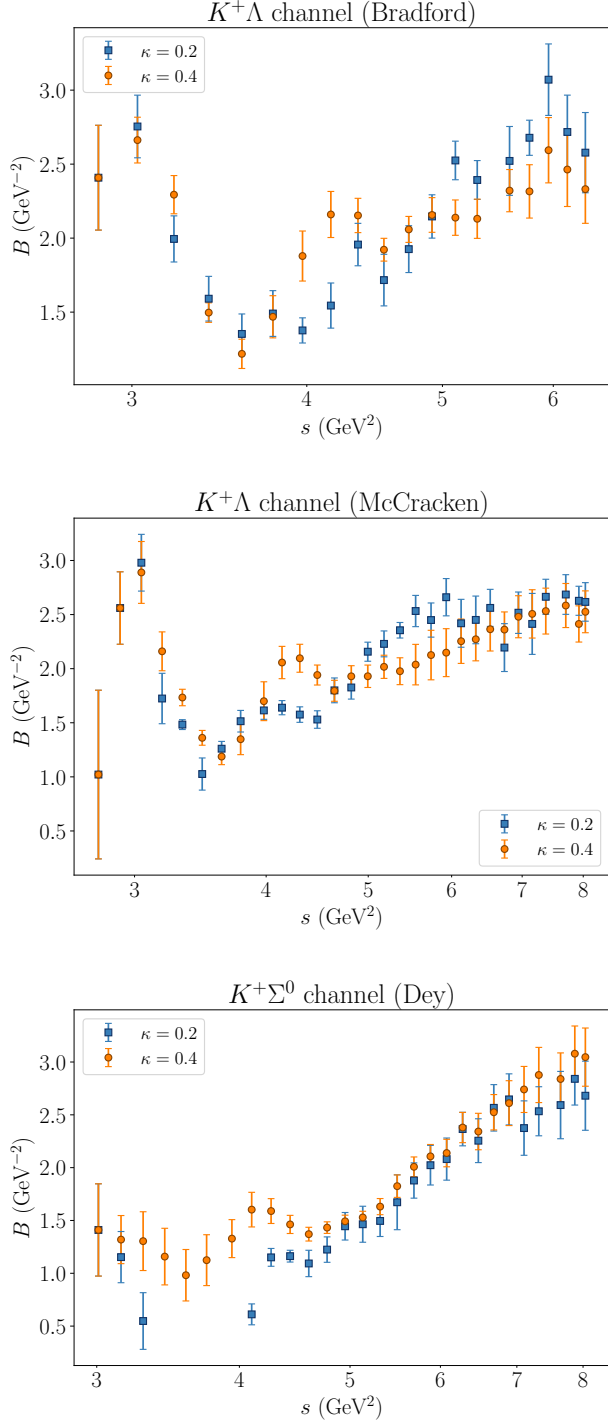 K⁺Λ channel (Bradford)
κ = 0.2
κ = 0.4
3.0
2.5
2.0
1.5
B (GeV⁻²)
3 4 5 6
s (GeV²)
K⁺Λ channel (McCracken)
3.0
2.5
2.0
1.5
1.0
0.5
B (GeV⁻²)
κ = 0.2
κ = 0.4
3 4 5 6 7 8
s (GeV²)
K⁺Σ⁰ channel (Dey)
κ = 0.2
κ = 0.4
3.0
2.5
2.0
1.5
1.0
0.5
B (GeV⁻²)
3 4 5 6 7 8
s (GeV²)